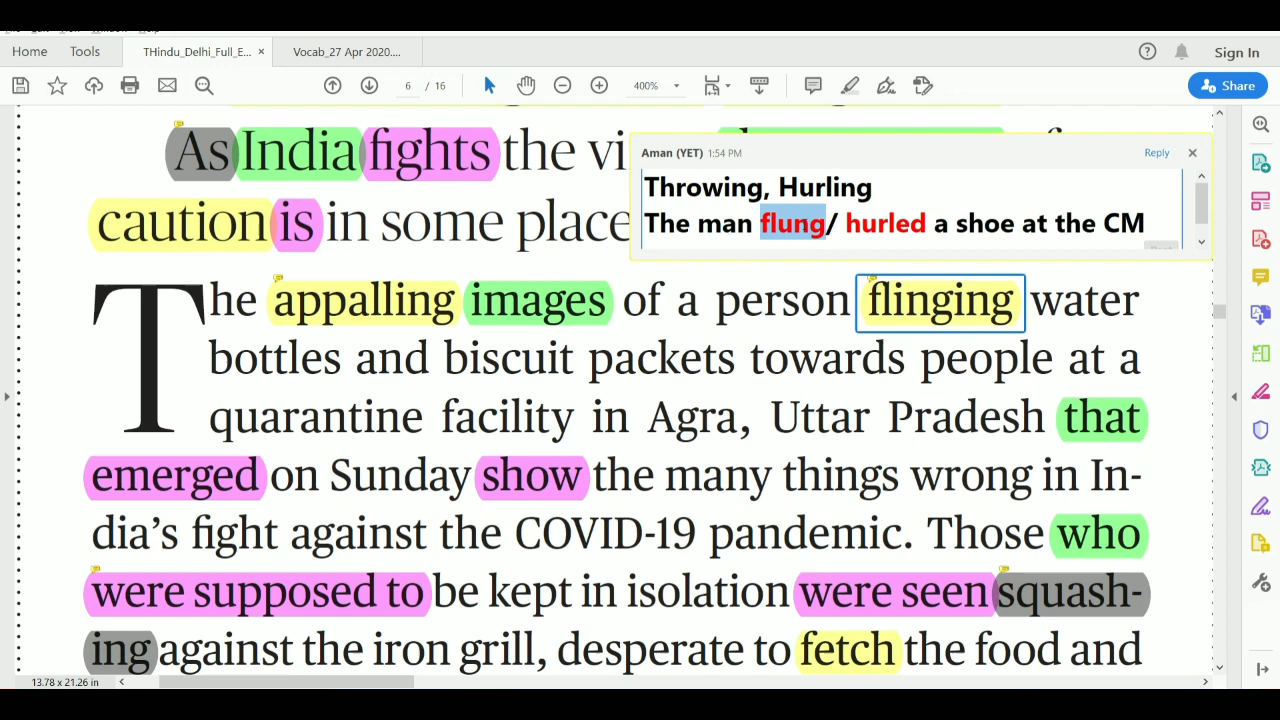 Home Tools THindu_Delhi_Full_E... × Vocab_27 Apr 2020.... Sign In
6 / 16 400% Share
As India fights the vi
Aman (YET) 1:54 PM Reply
Throwing, Hurling
The man flung/ hurled a shoe at the CM
caution is in some place
The appalling images of a person flinging water
bottles and biscuit packets towards people at a
quarantine facility in Agra, Uttar Pradesh that
emerged on Sunday show the many things wrong in In-
dia's fight against the COVID-19 pandemic. Those who
were supposed to be kept in isolation were seen squash-
ing against the iron grill, desperate to fetch the food and
13.78 x 21.26 in